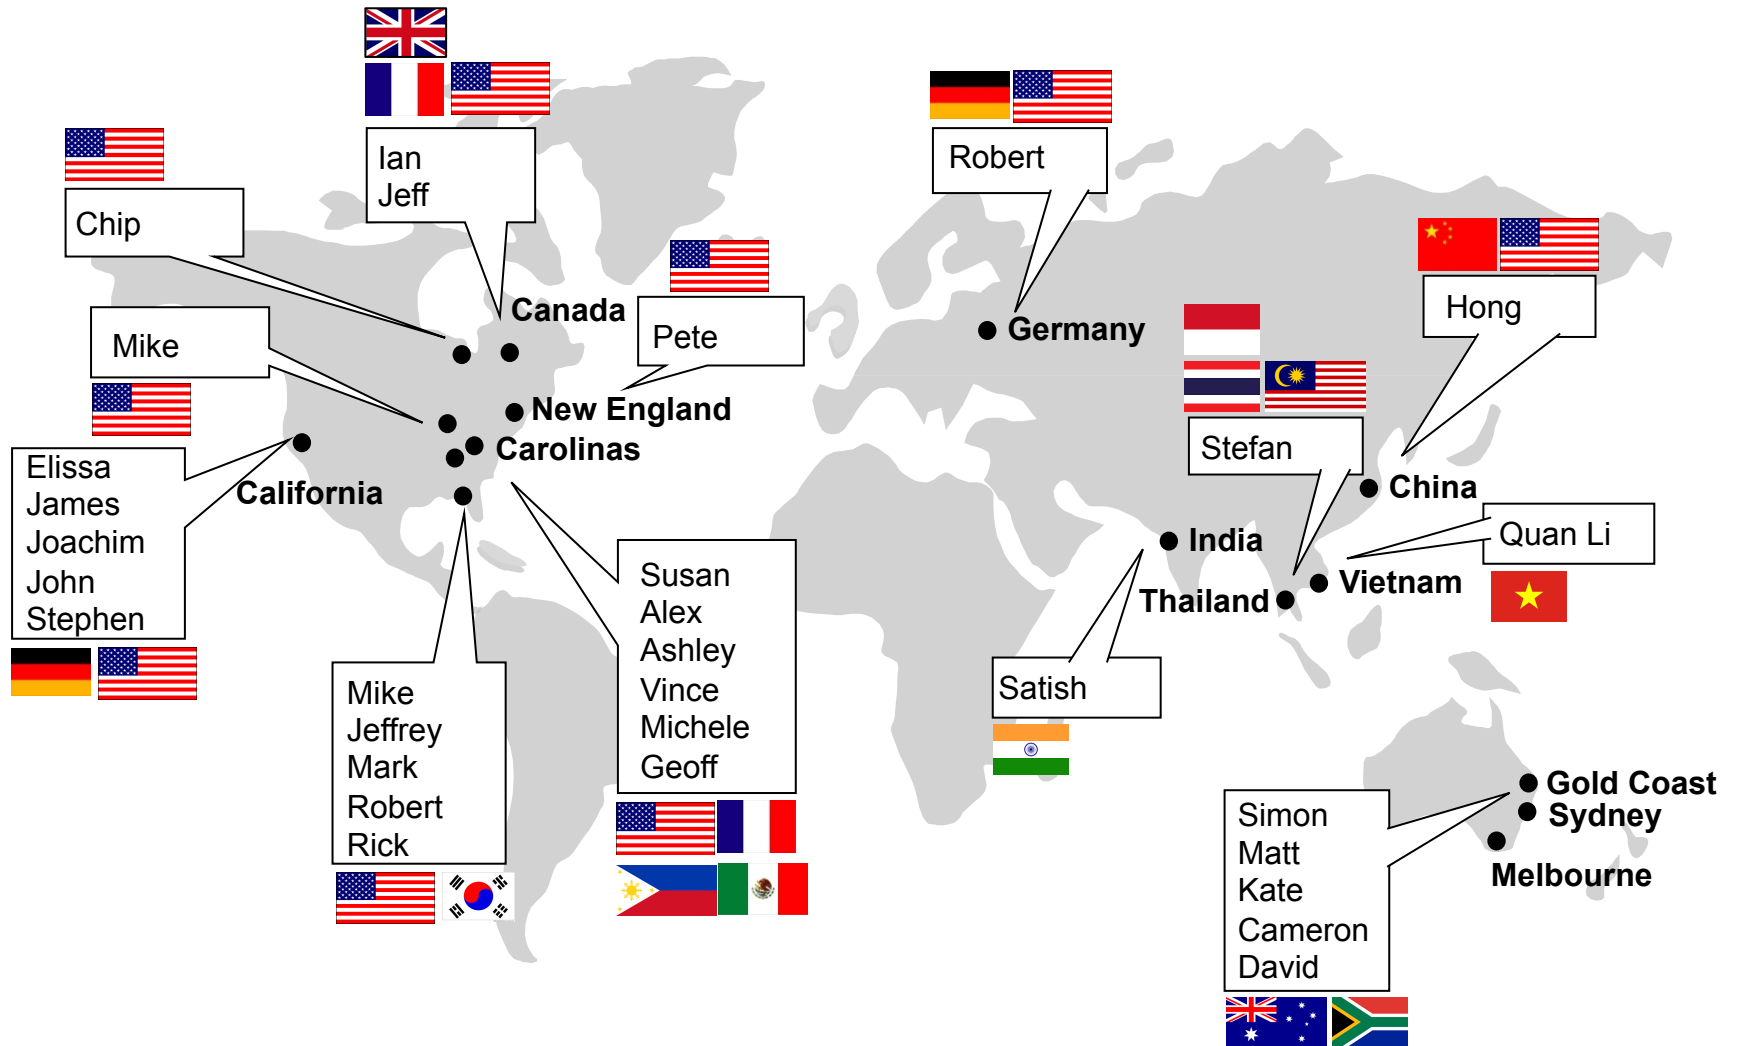 Ian
Jeff
Chip
Robert
Hong
Canada
Pete
Mike
Germany
New England
Stefan
Carolinas
Elissa
James
Joachim
John
Stephen
California
China
Quan Li
India
Vietnam
Thailand
Susan
Alex
Ashley
Vince
Michele
Geoff
Satish
Mike
Jeffrey
Mark
Robert
Rick
Gold Coast
Sydney
Melbourne
Simon
Matt
Kate
Cameron
David